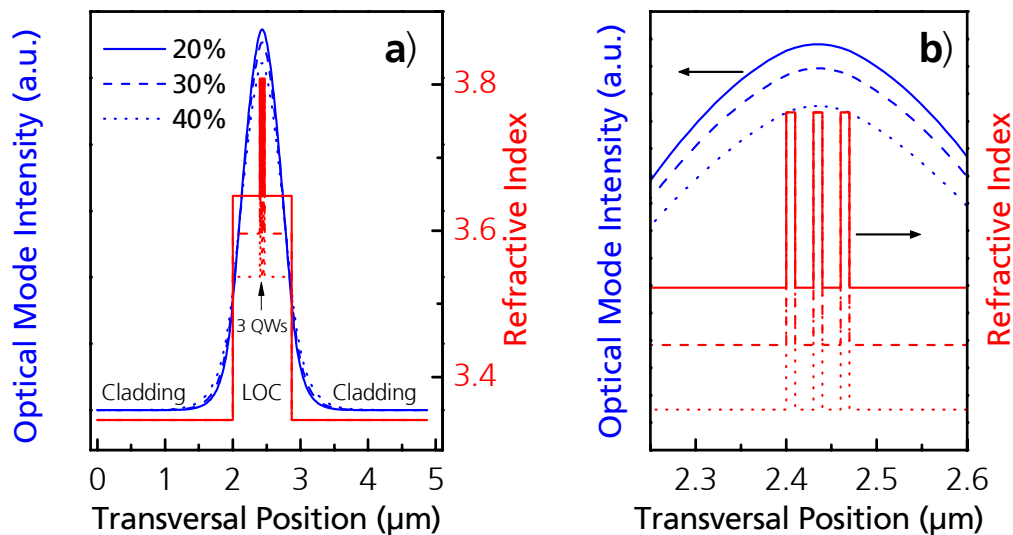 Optical Mode Intensity (a.u.)
20%
30%
40%
a)
3 QWs
Cladding
LOC
Cladding
3.8
3.6
3.4
Refractive Index
0
1
2
3
4
5
Transversal Position (µm)
Optical Mode Intensity (a.u.)
b)
Refractive Index
2.3
2.4
2.5
2.6
Transversal Position (µm)